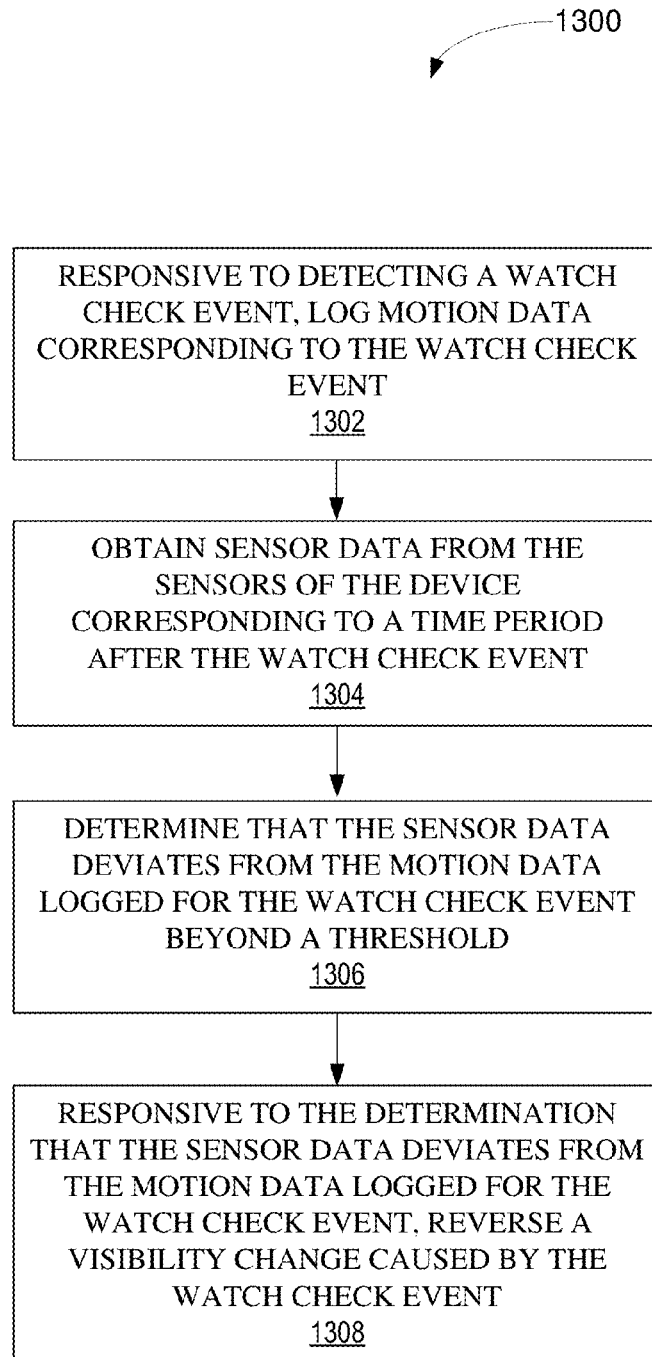 1300
RESPONSIVE TO DETECTING A WATCH
CHECK EVENT, LOG MOTION DATA
CORRESPONDING TO THE WATCH CHECK
EVENT
1302
OBTAIN SENSOR DATA FROM THE
SENSORS OF THE DEVICE
CORRESPONDING TO A TIME PERIOD
AFTER THE WATCH CHECK EVENT
1304
DETERMINE THAT THE SENSOR DATA
DEVIATES FROM THE MOTION DATA
LOGGED FOR THE WATCH CHECK EVENT
BEYOND A THRESHOLD
1306
RESPONSIVE TO THE DETERMINATION
THAT THE SENSOR DATA DEVIATES FROM
THE MOTION DATA LOGGED FOR THE
WATCH CHECK EVENT, REVERSE A
VISIBILITY CHANGE CAUSED BY THE
WATCH CHECK EVENT
1308